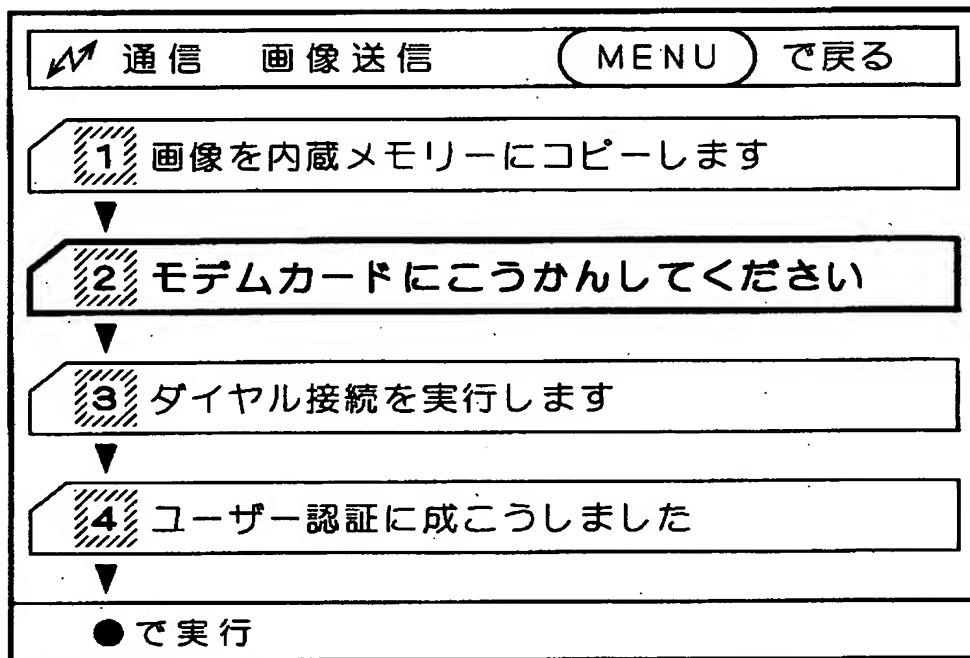 通信 画像送信 MENU で戻る
1 画像を内蔵メモリーにコピーします
▼
2 モデムカードにこうかんしてください
▼
3 ダイヤル接続を実行します
▼
4 ユーザー認証に成こうしました
▼
●で実行